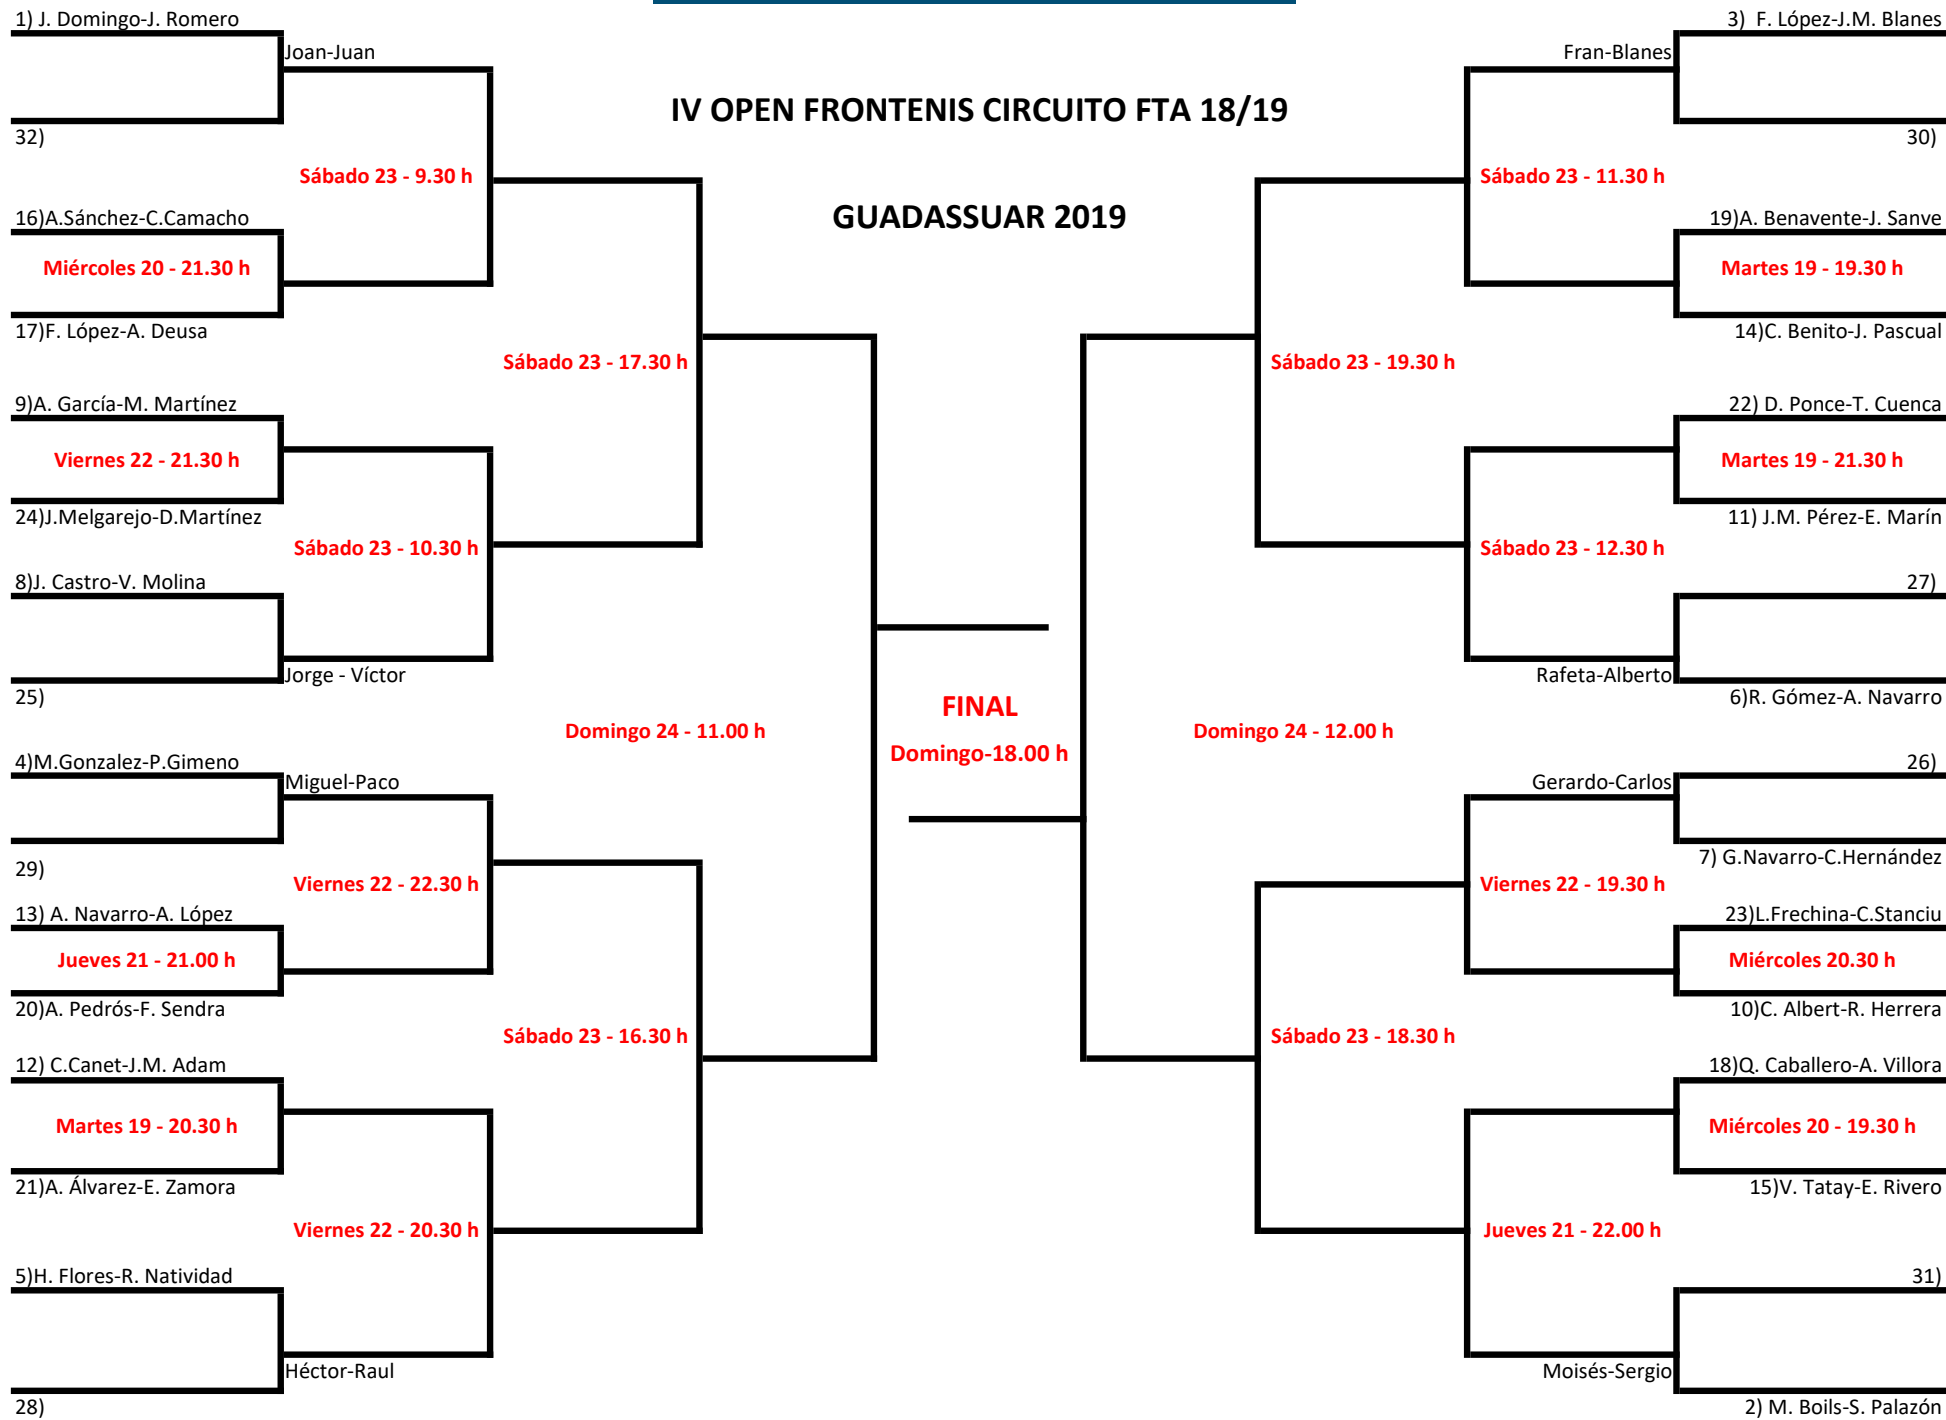 IV OPEN FRONTENIS CIRCUITO FTA 18/19
GUADASSUAR 2019
1) J. Domingo-J. Romero
Joan-Juan
32)
Sábado 23 - 9.30 h
16)A.Sánchez-C.Camacho
Miércoles 20 - 21.30 h
17)F. López-A. Deusa
Sábado 23 - 17.30 h
9)A. García-M. Martínez
Viernes 22 - 21.30 h
24)J.Melgarejo-D.Martínez
Sábado 23 - 10.30 h
8)J. Castro-V. Molina
Jorge - Víctor
25)
Domingo 24 - 11.00 h
4)M.Gonzalez-P.Gimeno
Miguel-Paco
29)
Viernes 22 - 22.30 h
13) A. Navarro-A. López
Jueves 21 - 21.00 h
20)A. Pedrós-F. Sendra
Sábado 23 - 16.30 h
12) C.Canet-J.M. Adam
Martes 19 - 20.30 h
21)A. Álvarez-E. Zamora
Viernes 22 - 20.30 h
5)H. Flores-R. Natividad
Héctor-Raul
28)
FINAL
Domingo-18.00 h
3) F. López-J.M. Blanes
Fran-Blanes
30)
Sábado 23 - 11.30 h
19)A. Benavente-J. Sanve
Martes 19 - 19.30 h
14)C. Benito-J. Pascual
Sábado 23 - 19.30 h
22) D. Ponce-T. Cuenca
Martes 19 - 21.30 h
11) J.M. Pérez-E. Marín
Sábado 23 - 12.30 h
27)
Rafeta-Alberto
6)R. Gómez-A. Navarro
Domingo 24 - 12.00 h
26)
Gerardo-Carlos
7) G.Navarro-C.Hernández
Viernes 22 - 19.30 h
23)L.Frechina-C.Stanciu
Miércoles 20.30 h
10)C. Albert-R. Herrera
Sábado 23 - 18.30 h
18)Q. Caballero-A. Villora
Miércoles 20 - 19.30 h
15)V. Tatay-E. Rivero
Jueves 21 - 22.00 h
31)
Moisés-Sergio
2) M. Boils-S. Palazón